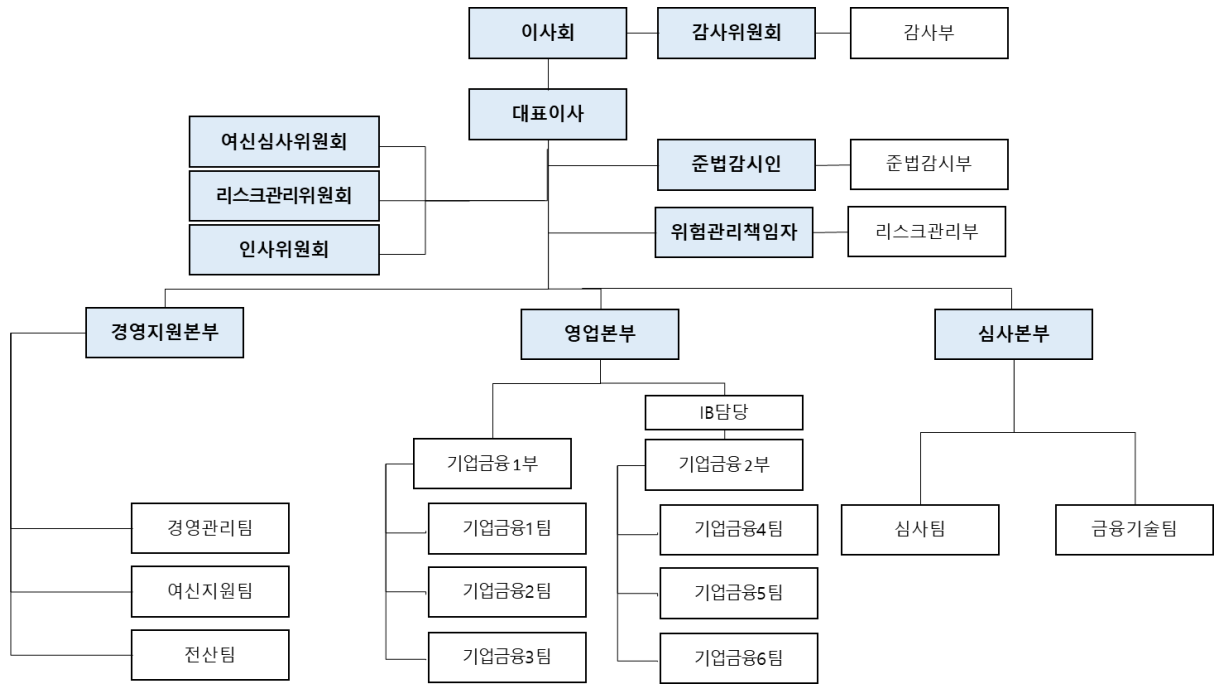 이사회
감사위원회
감사부
대표이사
여신심사위원회
리스크관리위원회
인사위원회
준법감시인
준법감시부
위험관리책임자
리스크관리부
경영지원본부
영업본부
심사본부
IB담당
기업금융1부
기업금융2부
경영관리팀
여신지원팀
전산팀
기업금융1팀
기업금융2팀
기업금융3팀
기업금융4팀
기업금융5팀
기업금융6팀
심사팀
금융기술팀